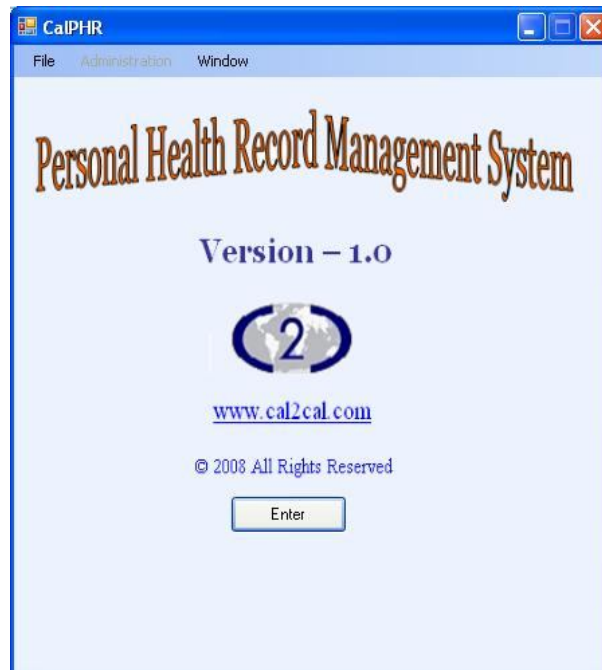 CalPHR
File Administration Window
Personal Health Record Management System
Version – 1.0
2
www.cal2cal.com
© 2008 All Rights Reserved
Enter